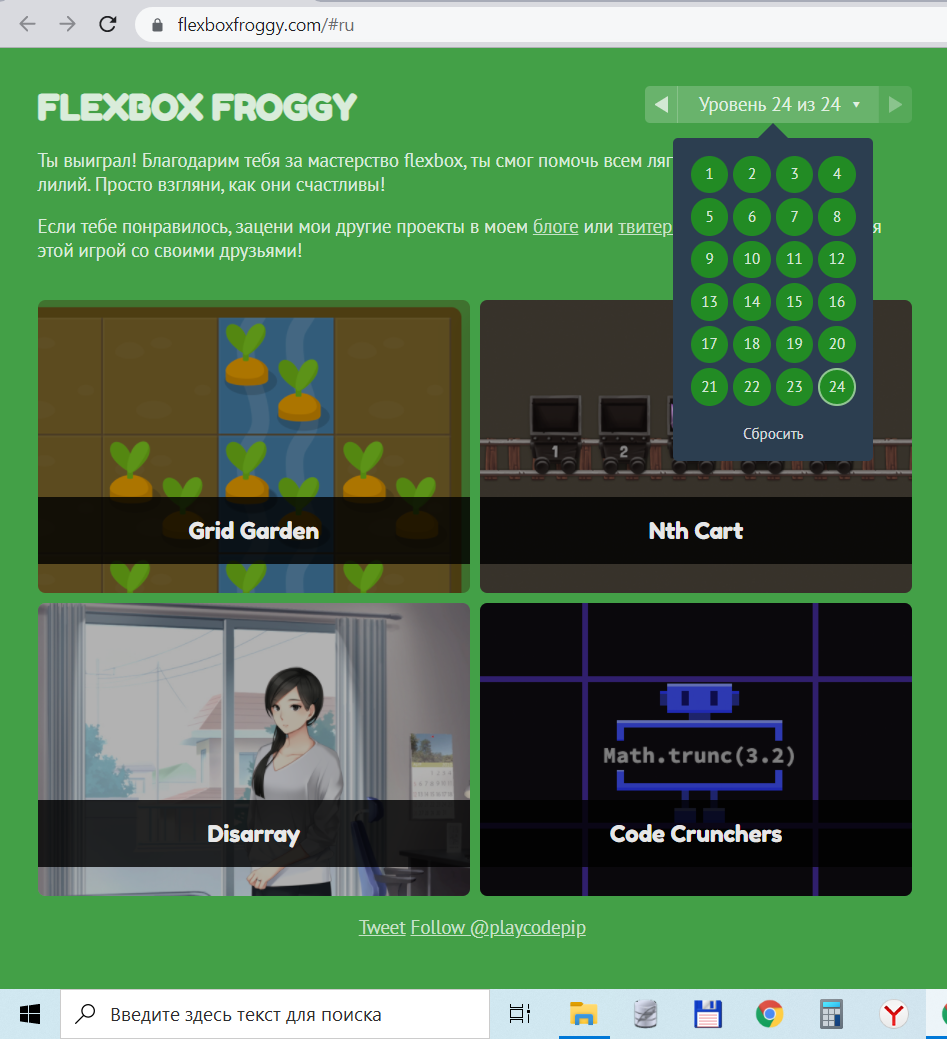 flexboxfroggy.com/#ru
FLEXBOX FROGGY
Уровень 24 из 24
Ты выиграл! Благодарим тебя за мастерство flexbox, ты смог помочь всем
лилий. Просто взгляни, как они счастливы!
Если тебе понравилось, зацени мои другие проекты в моем блоге или твитер
этой игрой со своими друзьями!
1 2 3 4
5 6 7 8
9 10 11 12
13 14 15 16
17 18 19 20
21 22 23 24
Сбросить
1 2
Grid Garden
Nth Cart
Math.trunc(3.2)
Disarray
Code Crunchers
Tweet Follow @playcodepip
Введите здесь текст для поиска